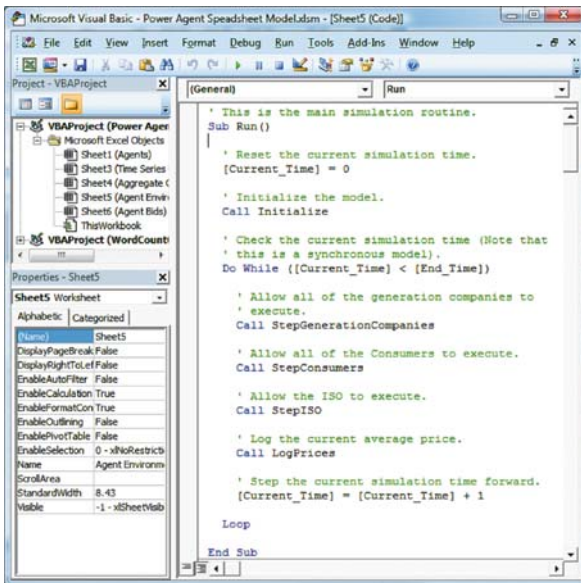 Microsoft Visual Basic - Power Agent Speadsheet Model.xlsm - [Sheet5 (Code)]
File Edit View Insert Format Debug Run Tools Add-Ins Window Help
Project - VBAProject
VBAProject (Power Agen
Microsoft Excel Objects
Sheet1 (Agents)
Sheet3 (Time Series
Sheet4 (Aggregate C
Sheet5 (Agent Envir
Sheet6 (Agent Bids)
ThisWorkbook
VBAProject (WordCount
Properties - Sheet5
Sheet5 Worksheet
Alphabetic Categorized
(Name) Sheet5
DisplayPageBreak False
DisplayRightToLef False
EnableAutoFilter False
EnableCalculation True
EnableFormatCon True
EnableOutlining False
EnablePivotTable False
EnableSelection 0 - xlNoRestricti
Name Agent Environm
ScrollArea
StandardWidth 8.43
Visible -1 - xlSheetVisib
(General) Run
' This is the main simulation routine.
Sub Run()
' Reset the current simulation time.
[Current_Time] = 0
' Initialize the model.
Call Initialize
' Check the current simulation time (Note that
' this is a synchronous model).
Do While ([Current_Time] < [End_Time])
' Allow all of the generation companies to
' execute.
Call StepGenerationCompanies
' Allow all of the Consumers to execute.
Call StepConsumers
' Allow the ISO to execute.
Call StepISO
' Log the current average price.
Call LogPrices
' Step the current simulation time forward.
[Current_Time] = [Current_Time] + 1
Loop
End Sub